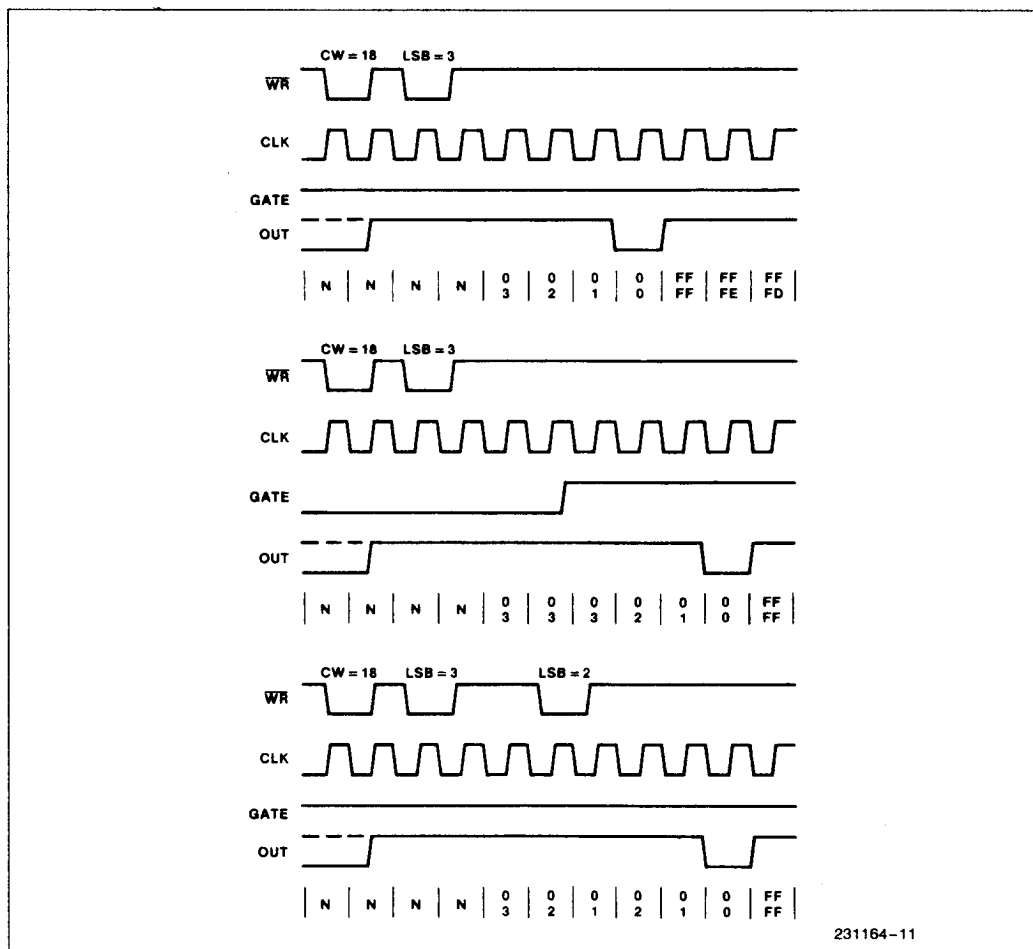 CW = 18 LSB = 3
WR
CLK
GATE
OUT
N N N N 0 0 0 0 FF FF FF
3 2 1 0 FF FE FD
CW = 18 LSB = 3
WR
CLK
GATE
OUT
N N N N 0 0 0 0 0 0 FF
3 3 3 2 1 0 FF
CW = 18 LSB = 3 LSB = 2
WR
CLK
GATE
OUT
N N N N 0 0 0 0 0 0 FF
3 2 1 2 1 0 FF
231164-11